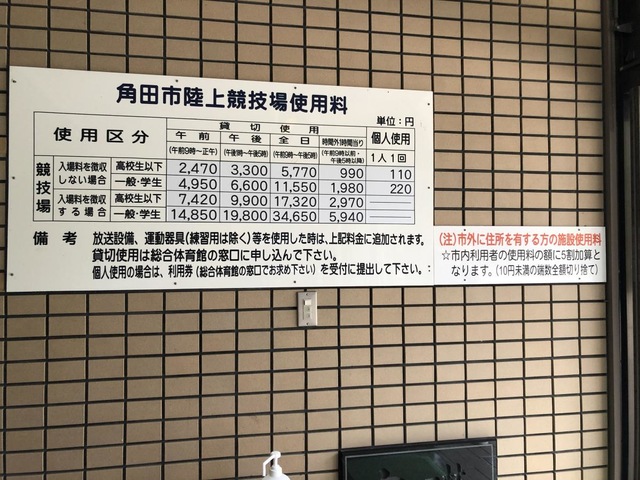 角田市陸上競技場使用料
単位：円
使用区分 貸切使用 個人使用
午前 午後 全日 時間外1時間当り
(午前9時～正午) (午後1時～午後5時) (午前9時～午後5時) (午前9時以前・午後5時以降) 1人1回
競技場 入場料を徴収しない場合 高校生以下 2,470 3,300 5,770 990 110
一般・学生 4,950 6,600 11,550 1,980 220
入場料を徴収する場合 高校生以下 7,420 9,900 17,320 2,970 ―
一般・学生 14,850 19,800 34,650 5,940 ―
備考 放送設備、運動器具(練習用は除く)等を使用した時は、上記料金に追加されます。
貸切使用は総合体育館の窓口に申し込んで下さい。
個人使用の場合は、利用券(総合体育館の窓口でお求め下さい)を受付に提出して下さい。
(注)市外に住所を有する方の施設使用料
☆市内利用者の使用料の額に5割加算と
なります。(10円未満の端数全額切り捨て)